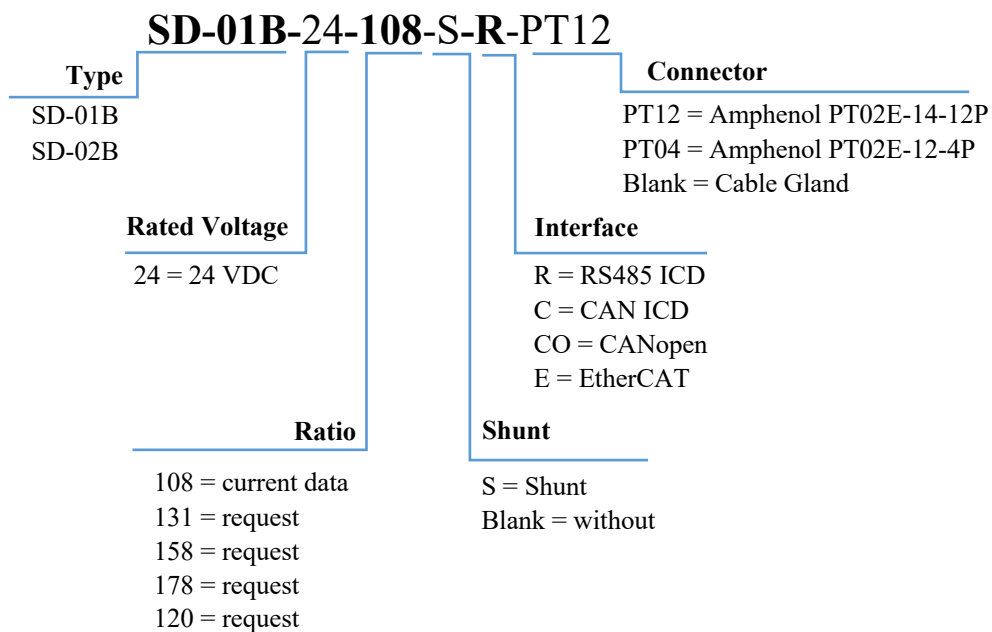 SD-01B-24-108-S-R-PT12
Type
SD-01B
SD-02B
Connector
PT12 = Amphenol PT02E-14-12P
PT04 = Amphenol PT02E-12-4P
Blank = Cable Gland
Rated Voltage
24 = 24 VDC
Interface
R = RS485 ICD
C = CAN ICD
CO = CANopen
E = EtherCAT
Ratio
108 = current data
131 = request
158 = request
178 = request
120 = request
Shunt
S = Shunt
Blank = without